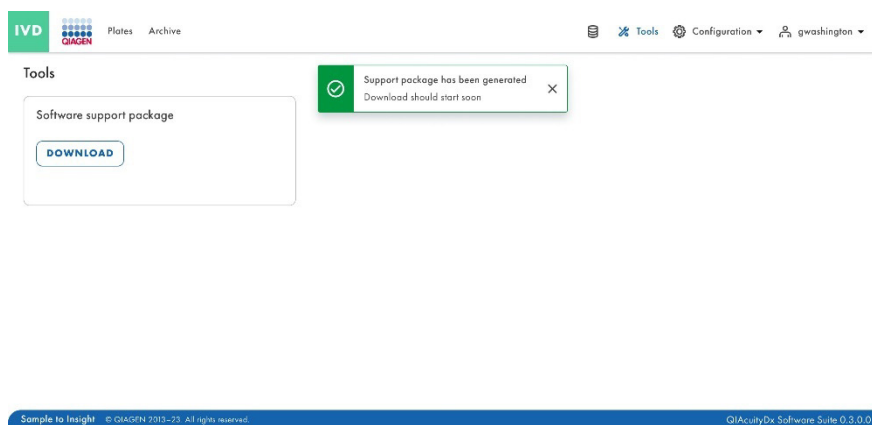 IVD
QIAGEN
Plates Archive
Tools Configuration gwashington
Tools
Support package has been generated
Download should start soon
Software support package
DOWNLOAD
Sample to Insight © QIAGEN 2013–23. All rights reserved.
QIAcuityDx Software Suite 0.3.0.0